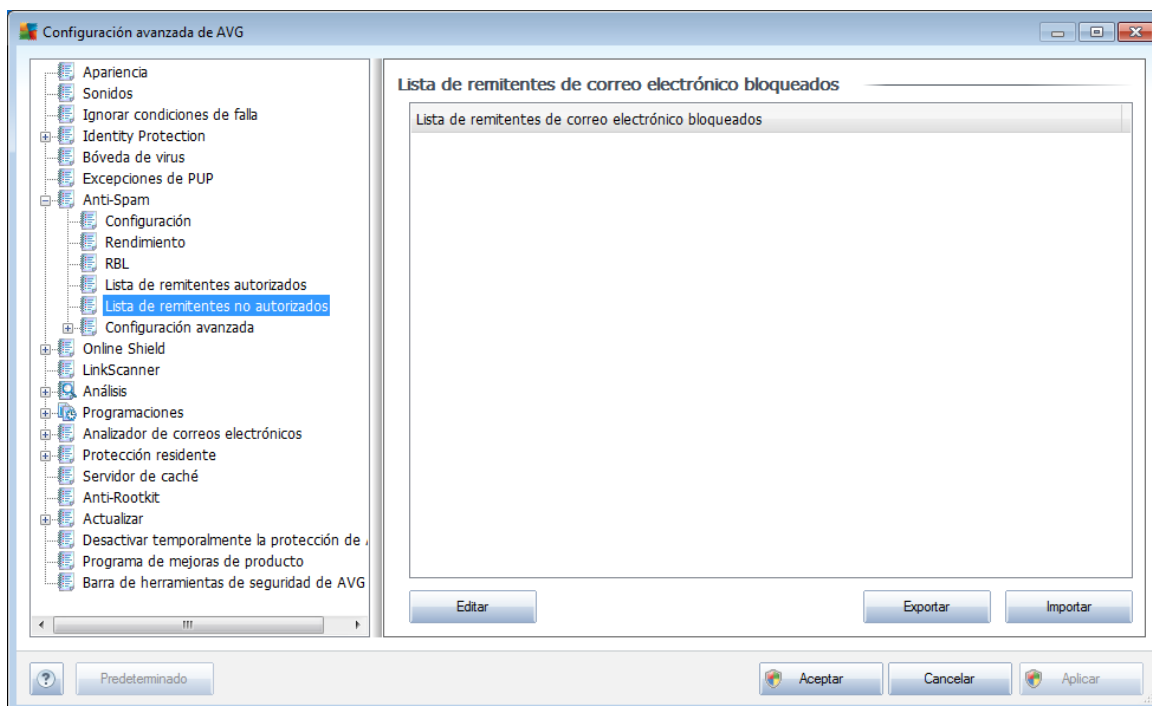 Configuración avanzada de AVG
Apariencia
Sonidos
Ignorar condiciones de falla
Identity Protection
Bóveda de virus
Excepciones de PUP
Anti-Spam
Configuración
Rendimiento
RBL
Lista de remitentes autorizados
Lista de remitentes no autorizados
Configuración avanzada
Online Shield
LinkScanner
Análisis
Programaciones
Analizador de correos electrónicos
Protección residente
Servidor de caché
Anti-Rootkit
Actualizar
Desactivar temporalmente la protección de
Programa de mejoras de producto
Barra de herramientas de seguridad de AVG
Lista de remitentes de correo electrónico bloqueados
Lista de remitentes de correo electrónico bloqueados
Editar
Exportar
Importar
?
Predeterminado
Aceptar
Cancelar
Aplicar